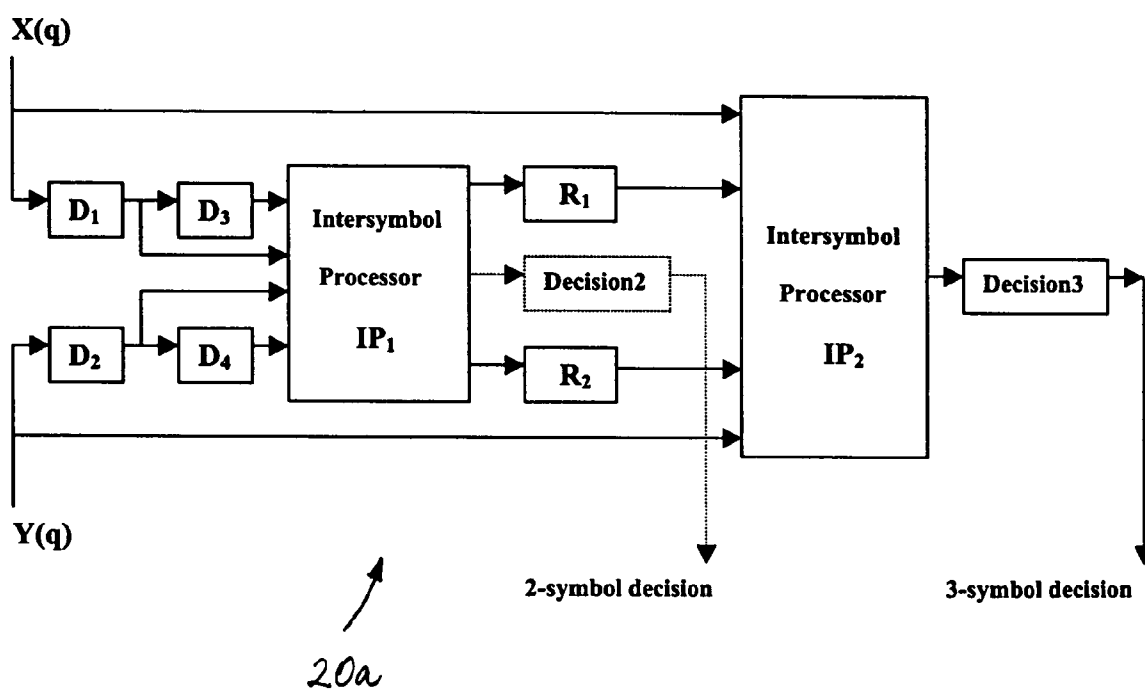 X(q)
D₁
D₃
Intersymbol
Processor
IP₁
R₁
Intersymbol
Processor
IP₂
Decision2
Decision3
D₂
D₄
R₂
Y(q)
2-symbol decision
3-symbol decision
20a